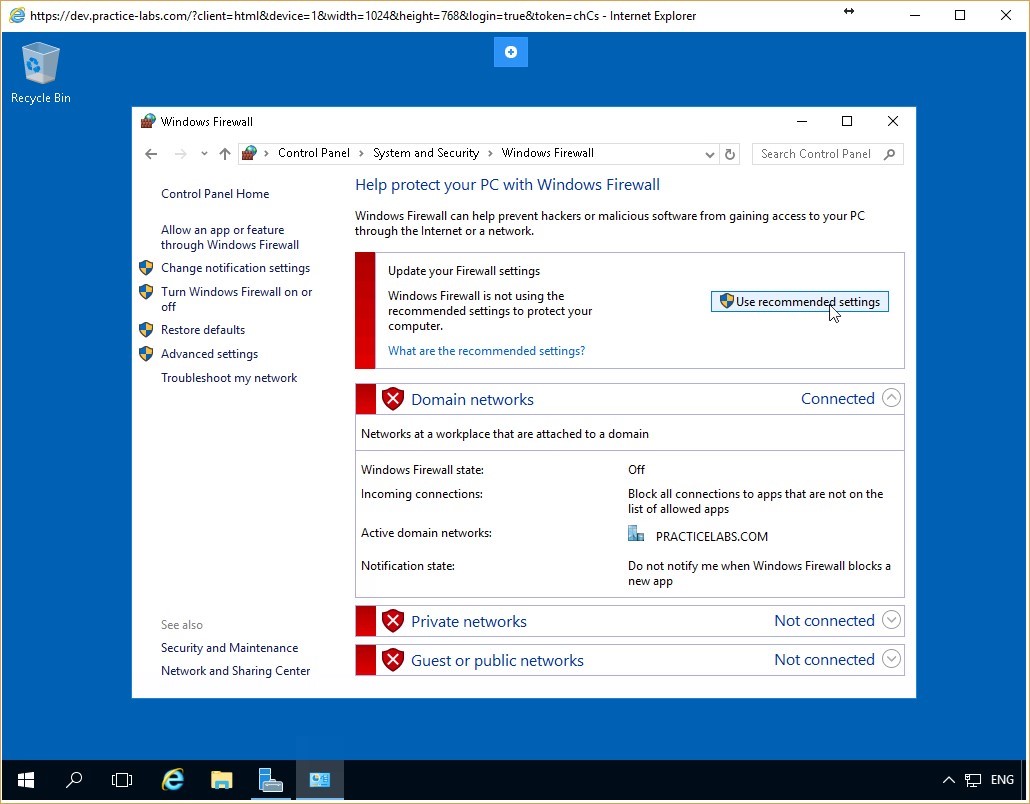 https://dev.practice-labs.com/?client=html&device=1&width=1024&height=768&login=true&token=chCs - Internet Explorer
Recycle Bin
Windows Firewall
Control Panel > System and Security > Windows Firewall
Search Control Panel
Control Panel Home
Allow an app or feature
through Windows Firewall
Change notification settings
Turn Windows Firewall on or
off
Restore defaults
Advanced settings
Troubleshoot my network
See also
Security and Maintenance
Network and Sharing Center
Help protect your PC with Windows Firewall
Windows Firewall can help prevent hackers or malicious software from gaining access to your PC
through the Internet or a network.
Update your Firewall settings
Windows Firewall is not using the
recommended settings to protect your
computer.
What are the recommended settings?
Use recommended settings
Domain networks Connected
Networks at a workplace that are attached to a domain
Windows Firewall state: Off
Incoming connections: Block all connections to apps that are not on the
list of allowed apps
Active domain networks: PRACTICELABS.COM
Notification state: Do not notify me when Windows Firewall blocks a
new app
Private networks Not connected
Guest or public networks Not connected
ENG